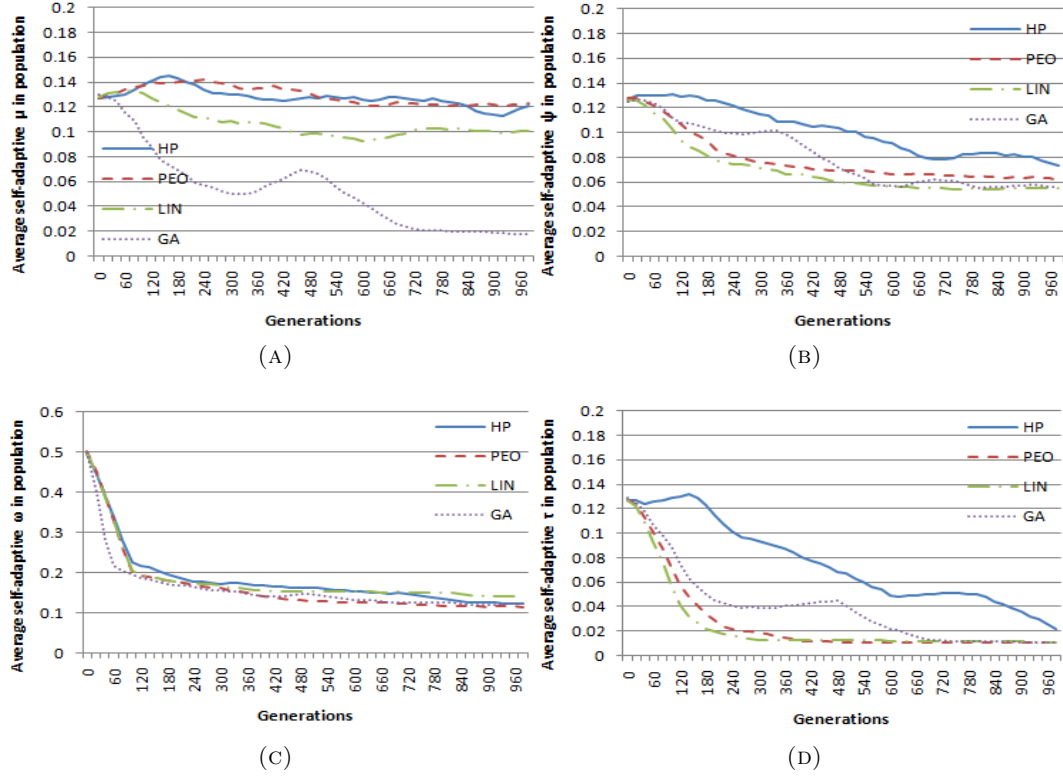 0.2
0.18
0.16
0.14
0.12
0.1
0.08
0.06
0.04
0.02
0
Average self-adaptive μ in population
HP
PEO
LIN
GA
0 60 120 180 240 300 360 420 480 540 600 660 720 780 840 900 960
Generations
(A)
0.2
0.18
0.16
0.14
0.12
0.1
0.08
0.06
0.04
0.02
0
Average self-adaptive ψ in population
HP
PEO
LIN
GA
0 60 120 180 240 300 360 420 480 540 600 660 720 780 840 900 960
Generations
(B)
0.6
0.5
0.4
0.3
0.2
0.1
0
Average self-adaptive ω in population
HP
PEO
LIN
GA
0 60 120 180 240 300 360 420 480 540 600 660 720 780 840 900 960
Generations
(C)
0.2
0.18
0.16
0.14
0.12
0.1
0.08
0.06
0.04
0.02
0
Average self-adaptive τ in population
HP
PEO
LIN
GA
0 60 120 180 240 300 360 420 480 540 600 660 720 780 840 900 960
Generations
(D)